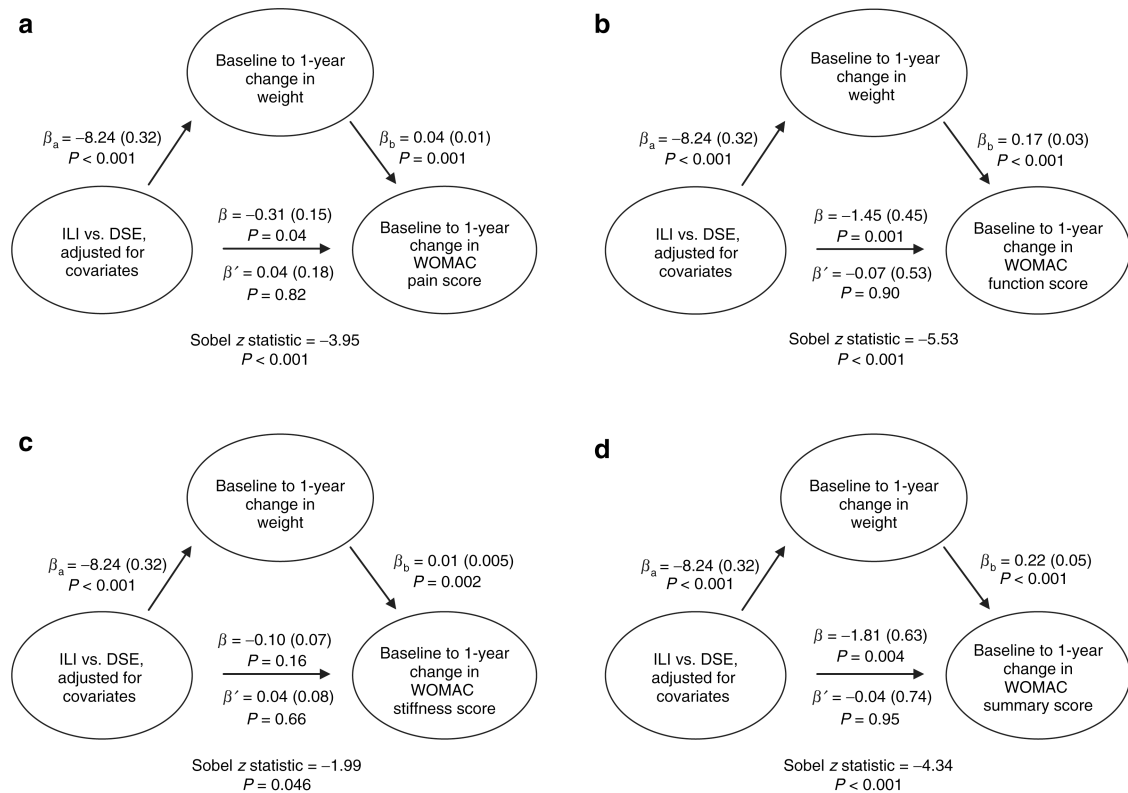 a
Baseline to 1-year
change in
weight
βa = −8.24 (0.32)
P < 0.001
βb = 0.04 (0.01)
P = 0.001
ILI vs. DSE,
adjusted for
covariates
β = −0.31 (0.15)
P = 0.04
β′ = 0.04 (0.18)
P = 0.82
Baseline to 1-year
change in
WOMAC
pain score
Sobel z statistic = −3.95
P < 0.001
b
Baseline to 1-year
change in
weight
βa = −8.24 (0.32)
P < 0.001
βb = 0.17 (0.03)
P < 0.001
ILI vs. DSE,
adjusted for
covariates
β = −1.45 (0.45)
P = 0.001
β′ = −0.07 (0.53)
P = 0.90
Baseline to 1-year
change in
WOMAC
function score
Sobel z statistic = −5.53
P < 0.001
c
Baseline to 1-year
change in
weight
βa = −8.24 (0.32)
P < 0.001
βb = 0.01 (0.005)
P = 0.002
ILI vs. DSE,
adjusted for
covariates
β = −0.10 (0.07)
P = 0.16
β′ = 0.04 (0.08)
P = 0.66
Baseline to 1-year
change in
WOMAC
stiffness score
Sobel z statistic = −1.99
P = 0.046
d
Baseline to 1-year
change in
weight
βa = −8.24 (0.32)
P < 0.001
βb = 0.22 (0.05)
P < 0.001
ILI vs. DSE,
adjusted for
covariates
β = −1.81 (0.63)
P = 0.004
β′ = −0.04 (0.74)
P = 0.95
Baseline to 1-year
change in
WOMAC
summary score
Sobel z statistic = −4.34
P < 0.001